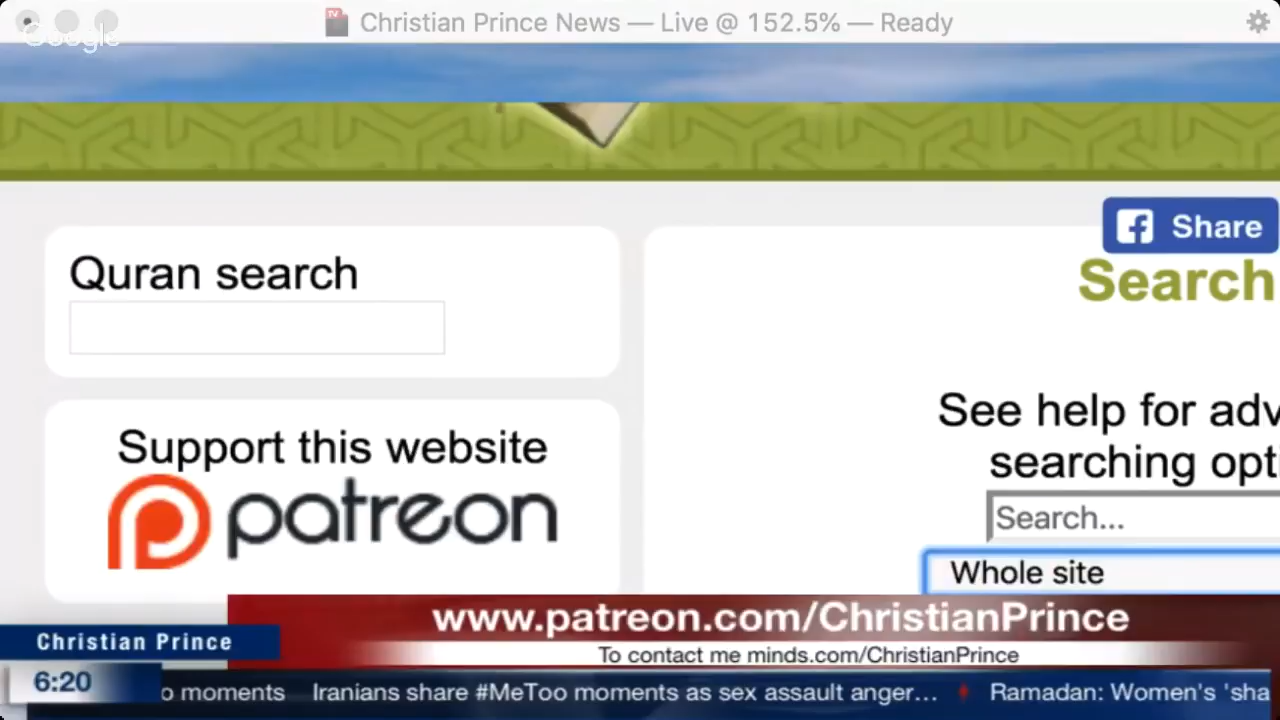 Christian Prince News — Live @ 152.5% — Ready
Google
Share
Quran search
Search
See help for adv
searching opti
Support this website
patreon
Search...
Whole site
www.patreon.com/ChristianPrince
Christian Prince
To contact me minds.com/ChristianPrince
6:20
o moments Iranians share #MeToo moments as sex assault anger... Ramadan: Women's 'sha